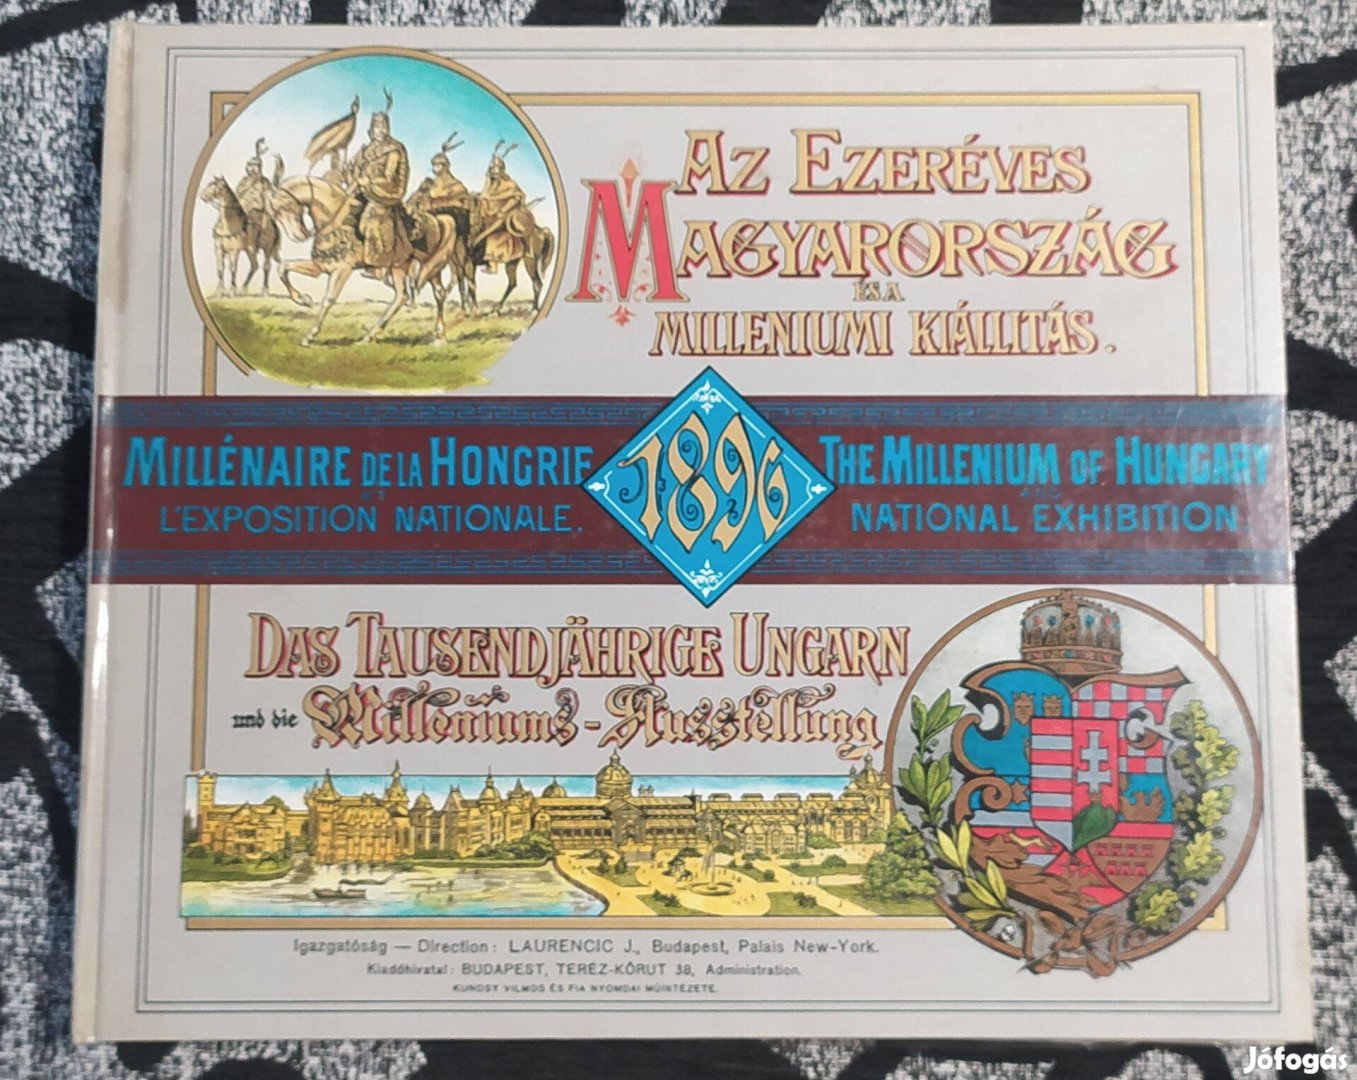 AZ EZERÉVES
MAGYARORSZÁG
ÉS A
MILLENIUMI KIÁLLITÁS.
MILLÉNAIRE DE LA HONGRIE
ET
L'EXPOSITION NATIONALE.
1896
THE MILLENIUM OF HUNGARY
AND
NATIONAL EXHIBITION.
DAS TAUSENDJÄHRIGE UNGARN
und die Milleniums-Ausstellung
Igazgatóság — Direction: LAURENCIC J., Budapest, Palais New-York.
Kiadóhivatal: BUDAPEST, TERÉZ-KÖRUT 38, Administration.
KUNOSY VILMOS ÉS FIA NYOMDAI MŰINTÉZETE.
Jófogás